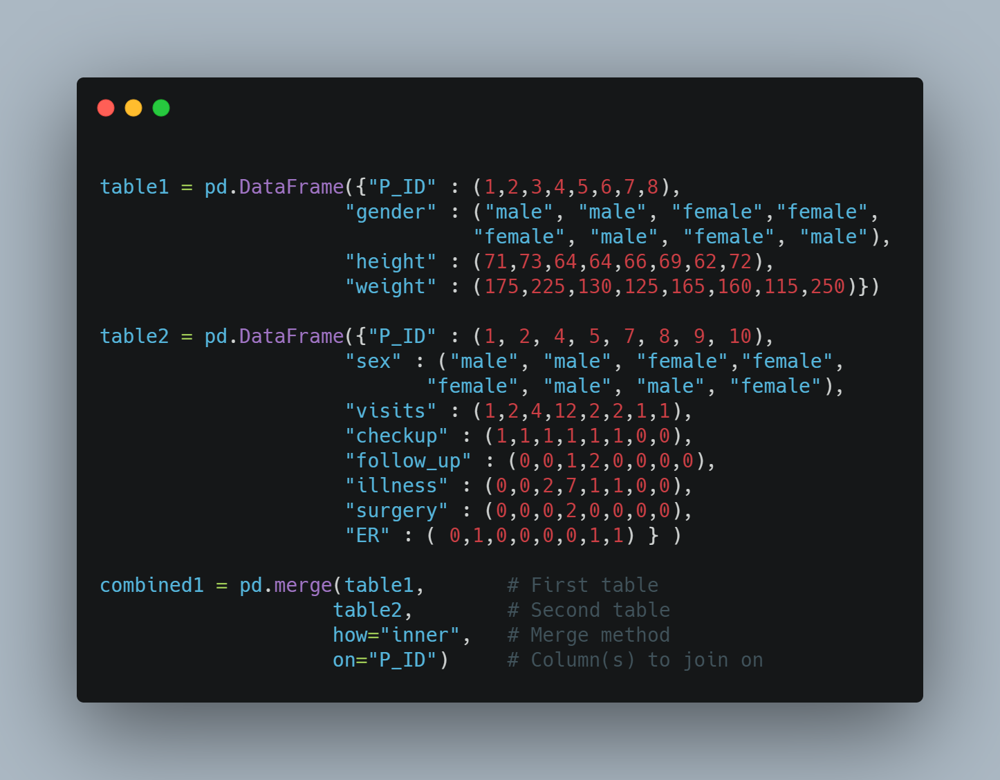 table1 = pd.DataFrame({"P_ID" : (1,2,3,4,5,6,7,8),
"gender" : ("male", "male", "female","female",
"female", "male", "female", "male"),
"height" : (71,73,64,64,66,69,62,72),
"weight" : (175,225,130,125,165,160,115,250)})
table2 = pd.DataFrame({"P_ID" : (1, 2, 4, 5, 7, 8, 9, 10),
"sex" : ("male", "male", "female","female",
"female", "male", "male", "female"),
"visits" : (1,2,4,12,2,2,1,1),
"checkup" : (1,1,1,1,1,1,0,0),
"follow_up" : (0,0,1,2,0,0,0,0),
"illness" : (0,0,2,7,1,1,0,0),
"surgery" : (0,0,0,2,0,0,0,0),
"ER" : ( 0,1,0,0,0,0,1,1) } )
combined1 = pd.merge(table1,       # First table
table2,        # Second table
how="inner",   # Merge method
on="P_ID")     # Column(s) to join on